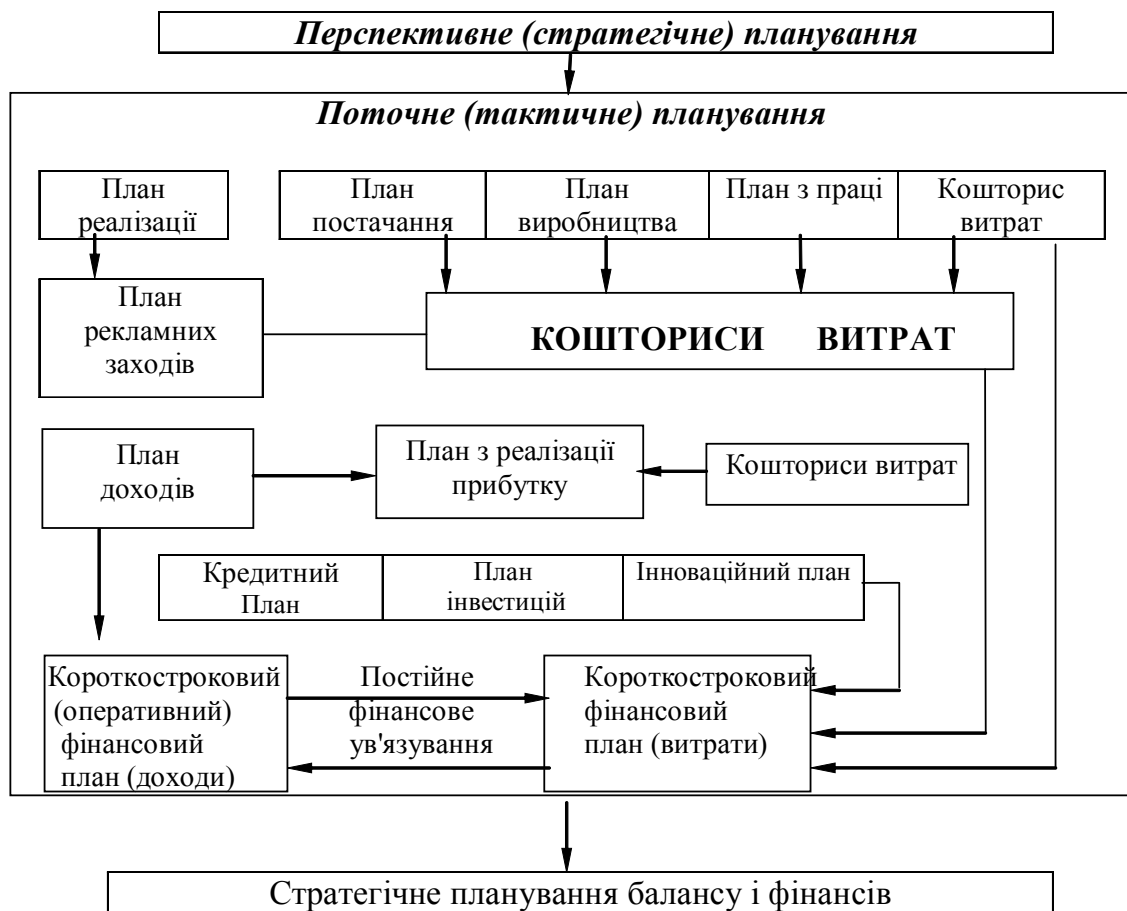 Перспективне (стратегічне) планування
Поточне (тактичне) планування
План
реалізації
План
постачання
План
виробництва
План з праці
Кошторис
витрат
План
рекламних
заходів
КОШТОРИСИ ВИТРАТ
План
доходів
План з реалізації
прибутку
Кошториси витрат
Кредитний
План
План
інвестицій
Інноваційний план
Короткостроковий
(оперативний)
фінансовий
план (доходи)
Постійне
фінансове
ув'язування
Короткостроковий
фінансовий
план (витрати)
Стратегічне планування балансу і фінансів